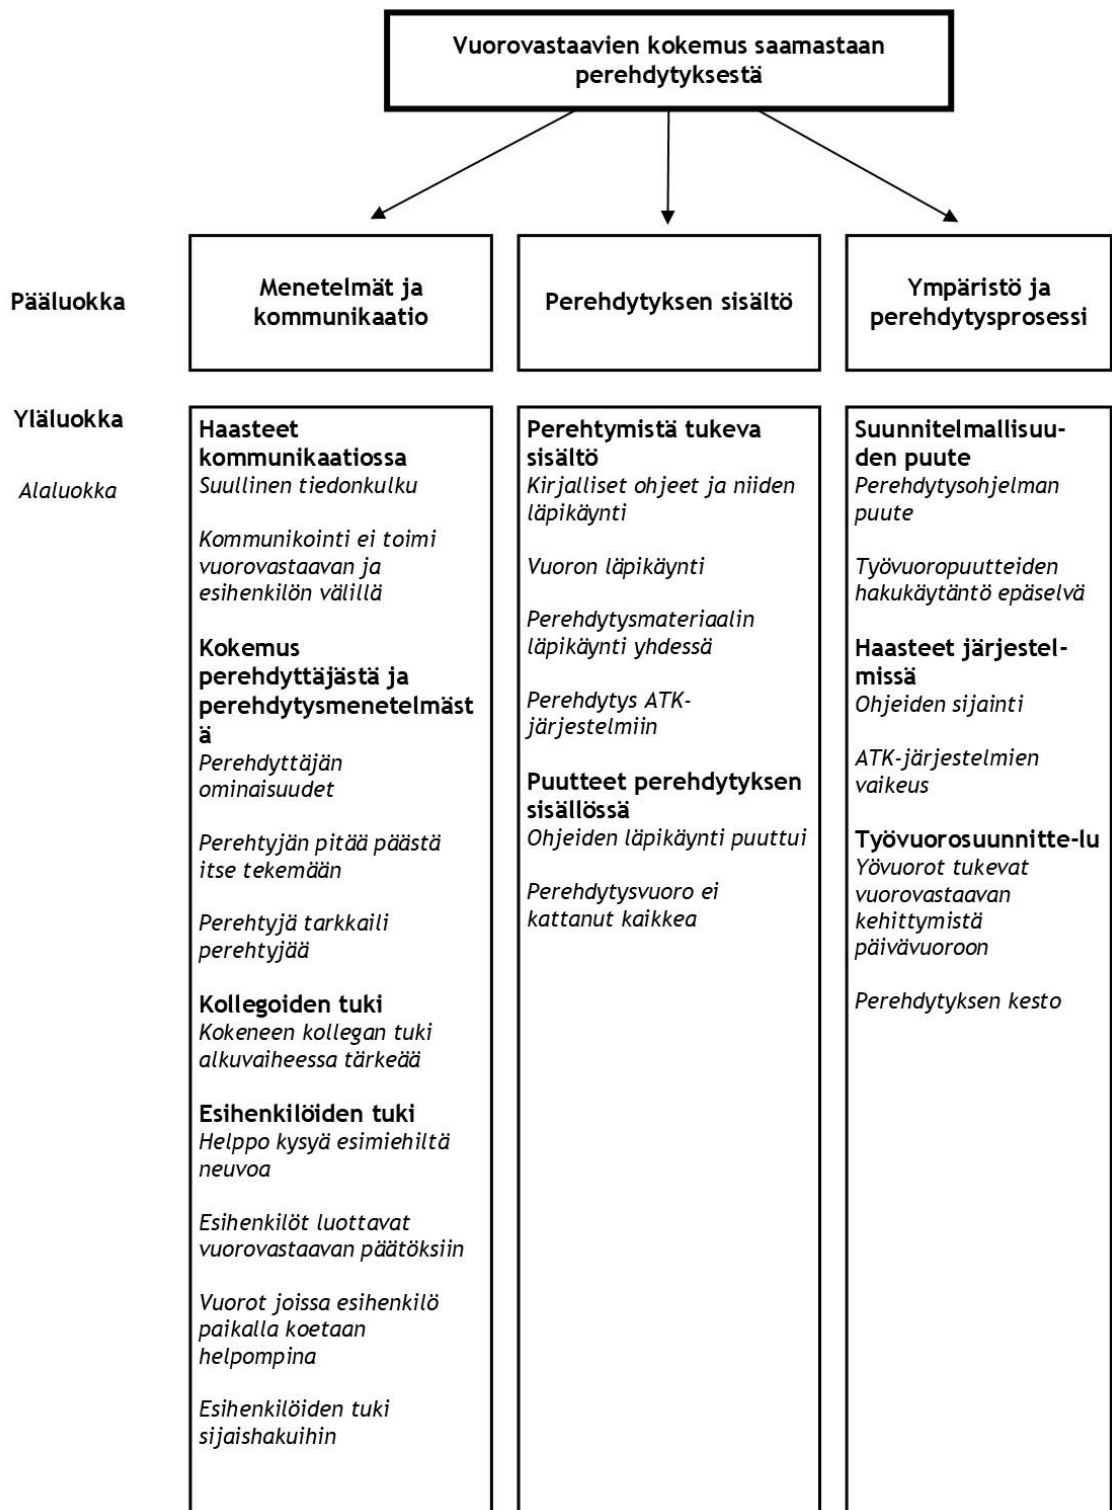 Vuorovastaavien kokemus saamastaan
perehdytyksestä
Pääluokka
Menetelmät ja
kommunikaatio
Perehdytyksen sisältö
Ympäristö ja
perehdytysprosessi
Yläluokka
Alaluokka
Haasteet
kommunikaatiossa
Suullinen tiedonkulku
Kommunikointi ei toimi
vuorovastaavan ja
esihenkilön välillä
Kokemus
perehdyttäjästä ja
perehdytysmenetelmäst
ä
Perehdyttäjän
ominaisuudet
Perehtyjän pitää päästä
itse tekemään
Perehtyjä tarkkaili
perehtyjää
Kollegoiden tuki
Kokeneen kollegan tuki
alkuvaiheessa tärkeää
Esihenkilöiden tuki
Helppo kysyä esimiehiltä
neuvoa
Esihenkilöt luottavat
vuorovastaavan päätöksiin
Vuorot joissa esihenkilö
paikalla koetaan
helpompina
Esihenkilöiden tuki
sijaishakuihin
Perehtymistä tukeva
sisältö
Kirjalliset ohjeet ja niiden
läpikäynti
Vuoron läpikäynti
Perehdytysmateriaalin
läpikäynti yhdessä
Perehdytys ATK-
järjestelmiin
Puutteet perehdytyksen
sisällössä
Ohjeiden läpikäynti puuttui
Perehdytysvuoro ei
kattanut kaikkea
Suunnitelmallisuu-
den puute
Perehdytysohjelman
puute
Työvuoropuutteiden
hakukäytäntö epäselvä
Haasteet järjestel-
missä
Ohjeiden sijainti
ATK-järjestelmien
vaikeus
Työvuorosuunnitte-lu
Yövuorot tukevat
vuorovastaavan
kehittymistä
päivävuoroon
Perehdytyksen kesto